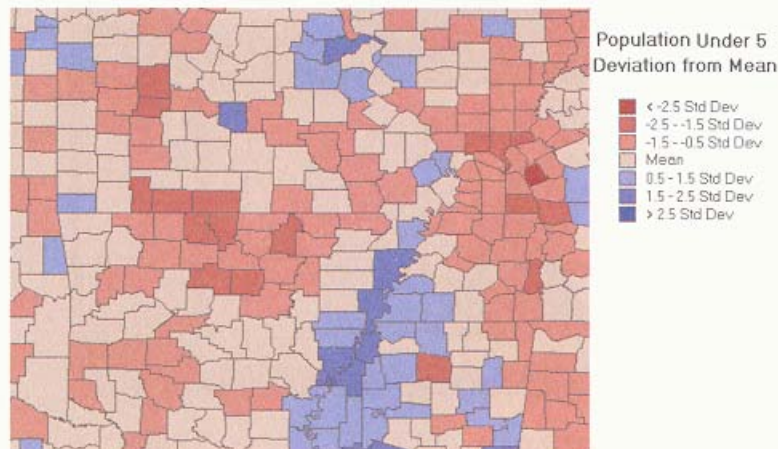 Population Under 5
Deviation from Mean
< -2.5 Std Dev
-2.5 - -1.5 Std Dev
-1.5 - -0.5 Std Dev
Mean
0.5 - 1.5 Std Dev
1.5 - 2.5 Std Dev
> 2.5 Std Dev